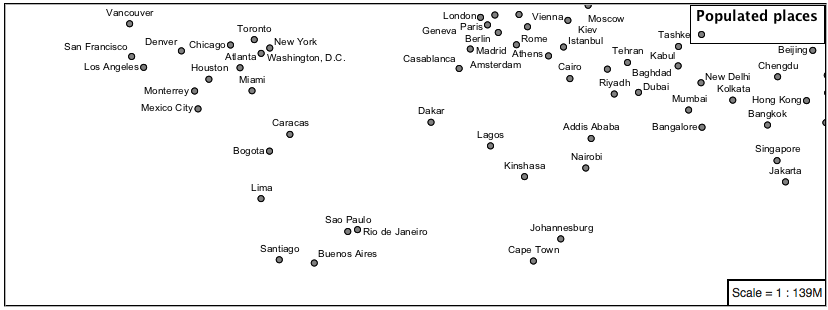 Populated places
Vancouver
London
Vienna
Moscow
Paris
Geneva
Kiev
Toronto
Tashke
Berlin
Rome
New York
Istanbul
Denver
Chicago
San Francisco
Madrid
Athens
Tehran
Beijing
Atlanta
Washington, D.C.
Casablanca
Kabul
Los Angeles
Amsterdam
Cairo
Baghdad
Chengdu
Houston
Miami
Riyadh
Dubai
New Delhi
Monterrey
Kolkata
Mexico City
Mumbai
Hong Kong
Dakar
Bangkok
Caracas
Addis Ababa
Bangalore
Lagos
Bogota
Singapore
Nairobi
Kinshasa
Jakarta
Lima
Sao Paulo
Rio de Janeiro
Johannesburg
Santiago
Buenos Aires
Cape Town
Scale = 1 : 139M